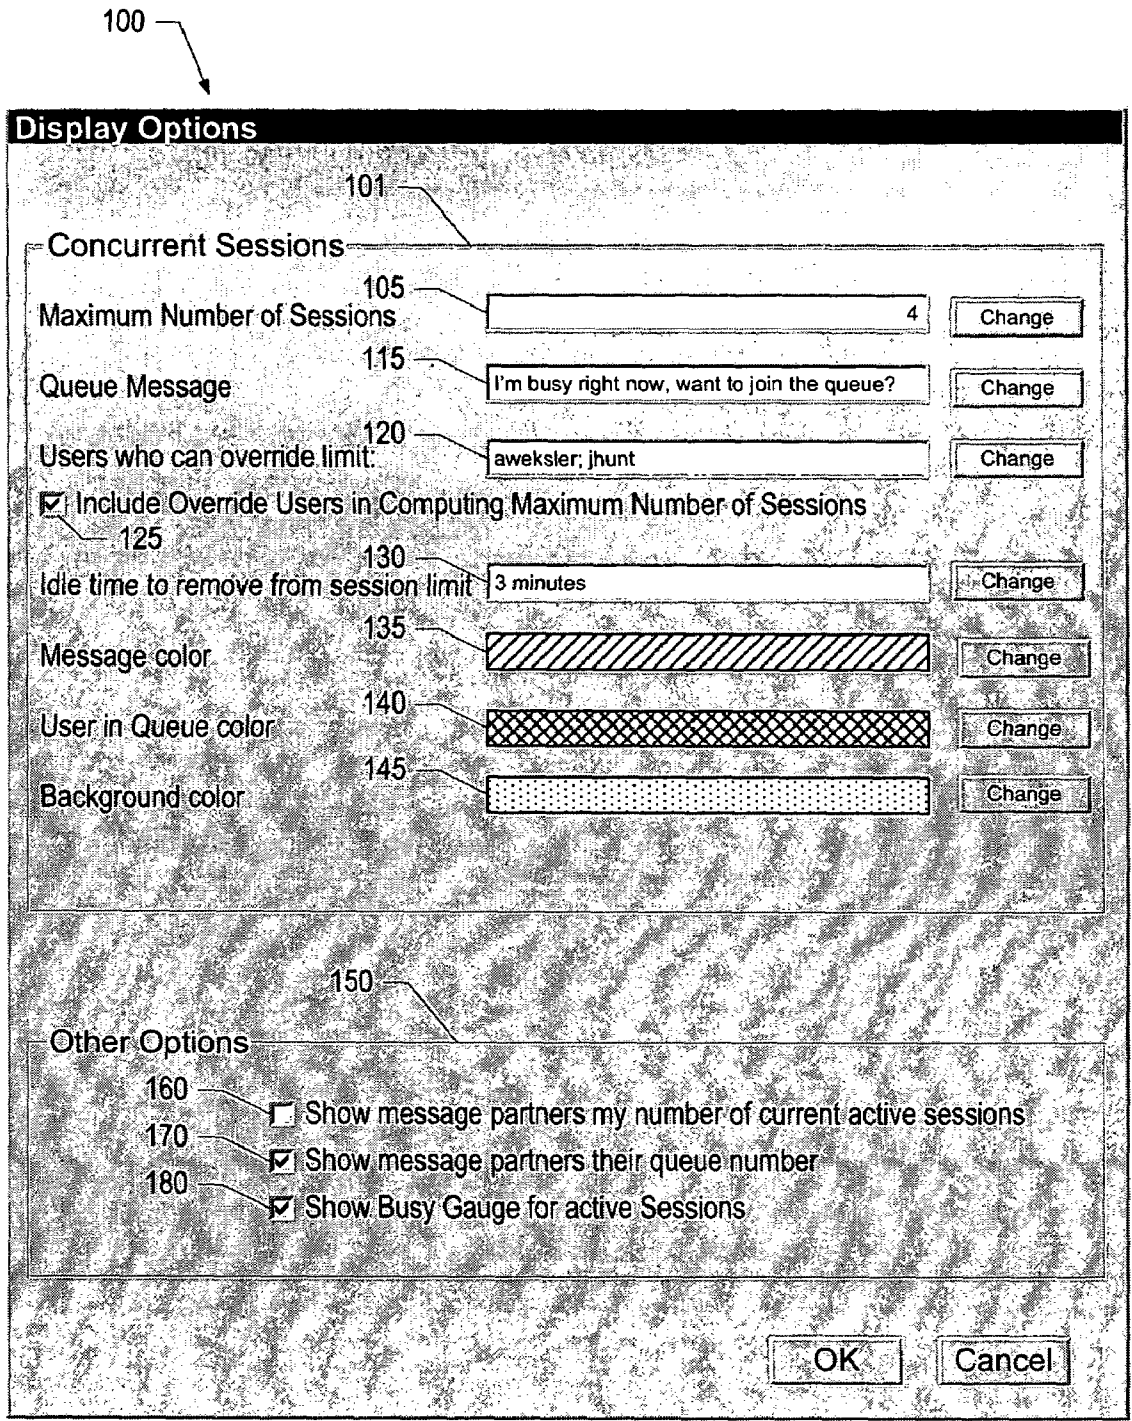 100
Display Options
101
Concurrent Sessions
105
Maximum Number of Sessions 4 Change
115
Queue Message I'm busy right now, want to join the queue? Change
120
Users who can override limit: aweksler; jhunt Change
Include Override Users in Computing Maximum Number of Sessions
125
130
Idle time to remove from session limit 3 minutes Change
135
Message color Change
140
User in Queue color Change
145
Background color Change
150
Other Options
160
Show message partners my number of current active sessions
170
Show message partners their queue number
180
Show Busy Gauge for active Sessions
OK Cancel